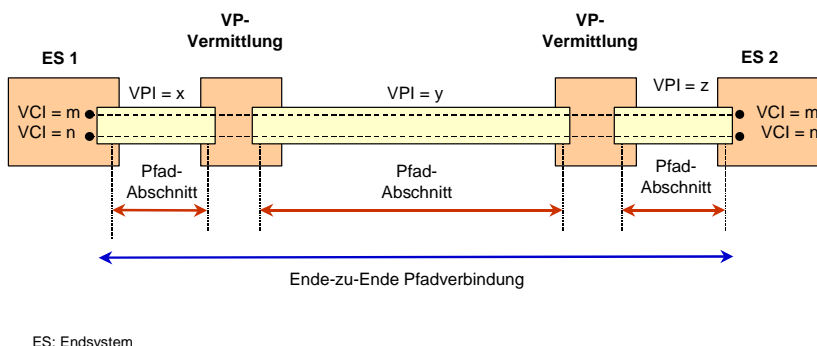 VP-
Vermittlung
VP-
Vermittlung
ES 1
ES 2
VPI = x
VPI = y
VPI = z
VCI = m
VCI = n
VCI = m
VCI = n
Pfad-
Abschnitt
Pfad-
Abschnitt
Pfad-
Abschnitt
Ende-zu-Ende Pfadverbindung
ES: Endsystem